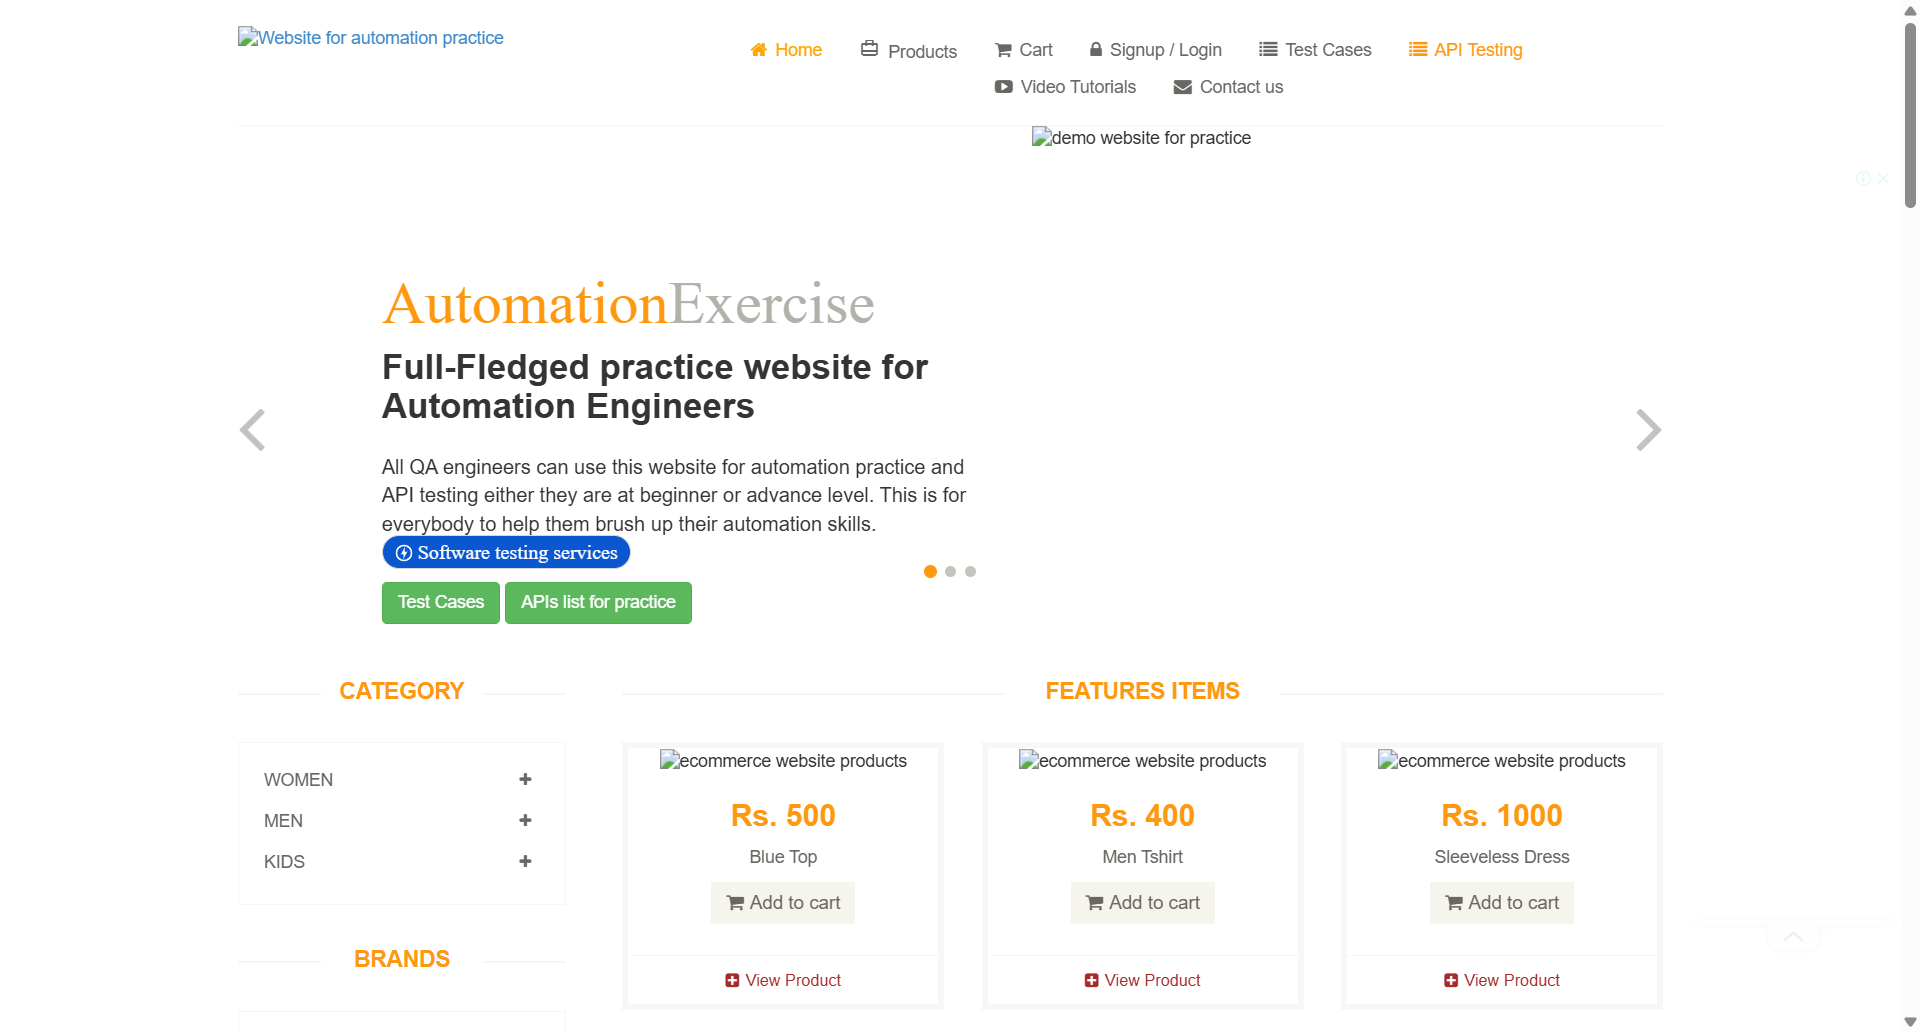 Website for automation practice
Home
Products
Cart
Signup / Login
Test Cases
API Testing
Video Tutorials
Contact us
demo website for practice
AutomationExercise
Full-Fledged practice website for
Automation Engineers
All QA engineers can use this website for automation practice and
API testing either they are at beginner or advance level. This is for
everybody to help them brush up their automation skills.
Software testing services
Test Cases
APIs list for practice
CATEGORY
WOMEN
MEN
KIDS
BRANDS
FEATURES ITEMS
ecommerce website products
Rs. 500
Blue Top
Add to cart
View Product
ecommerce website products
Rs. 400
Men Tshirt
Add to cart
View Product
ecommerce website products
Rs. 1000
Sleeveless Dress
Add to cart
View Product